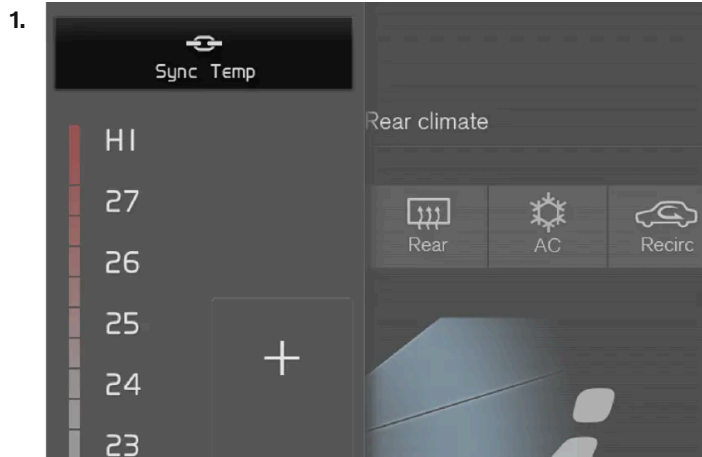 1.
Sync Temp
Rear climate
HI
27
Rear
AC
Recirc
26
25
+
24
23